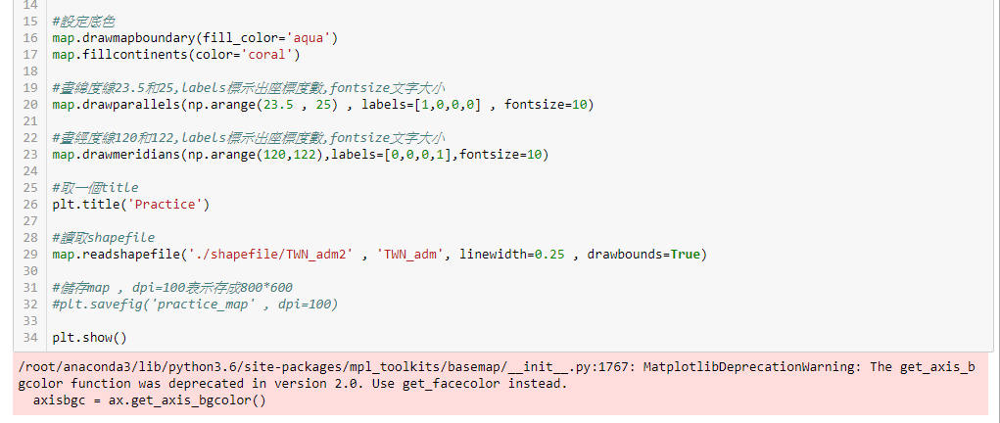 14
15 #設定底色
16 map.drawmapboundary(fill_color='aqua')
17 map.fillcontinents(color='coral')
18
19 #畫緯度線23.5和25,labels標示出座標度數,fontsize文字大小
20 map.drawparallels(np.arange(23.5 , 25) , labels=[1,0,0,0] , fontsize=10)
21
22 #畫經度線120和122,labels標示出座標度數,fontsize文字大小
23 map.drawmeridians(np.arange(120,122),labels=[0,0,0,1],fontsize=10)
24
25 #取一個title
26 plt.title('Practice')
27
28 #讀取shapefile
29 map.readshapefile('./shapefile/TWN_adm2' , 'TWN_adm', linewidth=0.25 , drawbounds=True)
30
31 #儲存map , dpi=100表示存成800*600
32 #plt.savefig('practice_map' , dpi=100)
33
34 plt.show()
/root/anaconda3/lib/python3.6/site-packages/mpl_toolkits/basemap/__init__.py:1767: MatplotlibDeprecationWarning: The get_axis_b
gcolor function was deprecated in version 2.0. Use get_facecolor instead.
axisbgc = ax.get_axis_bgcolor()